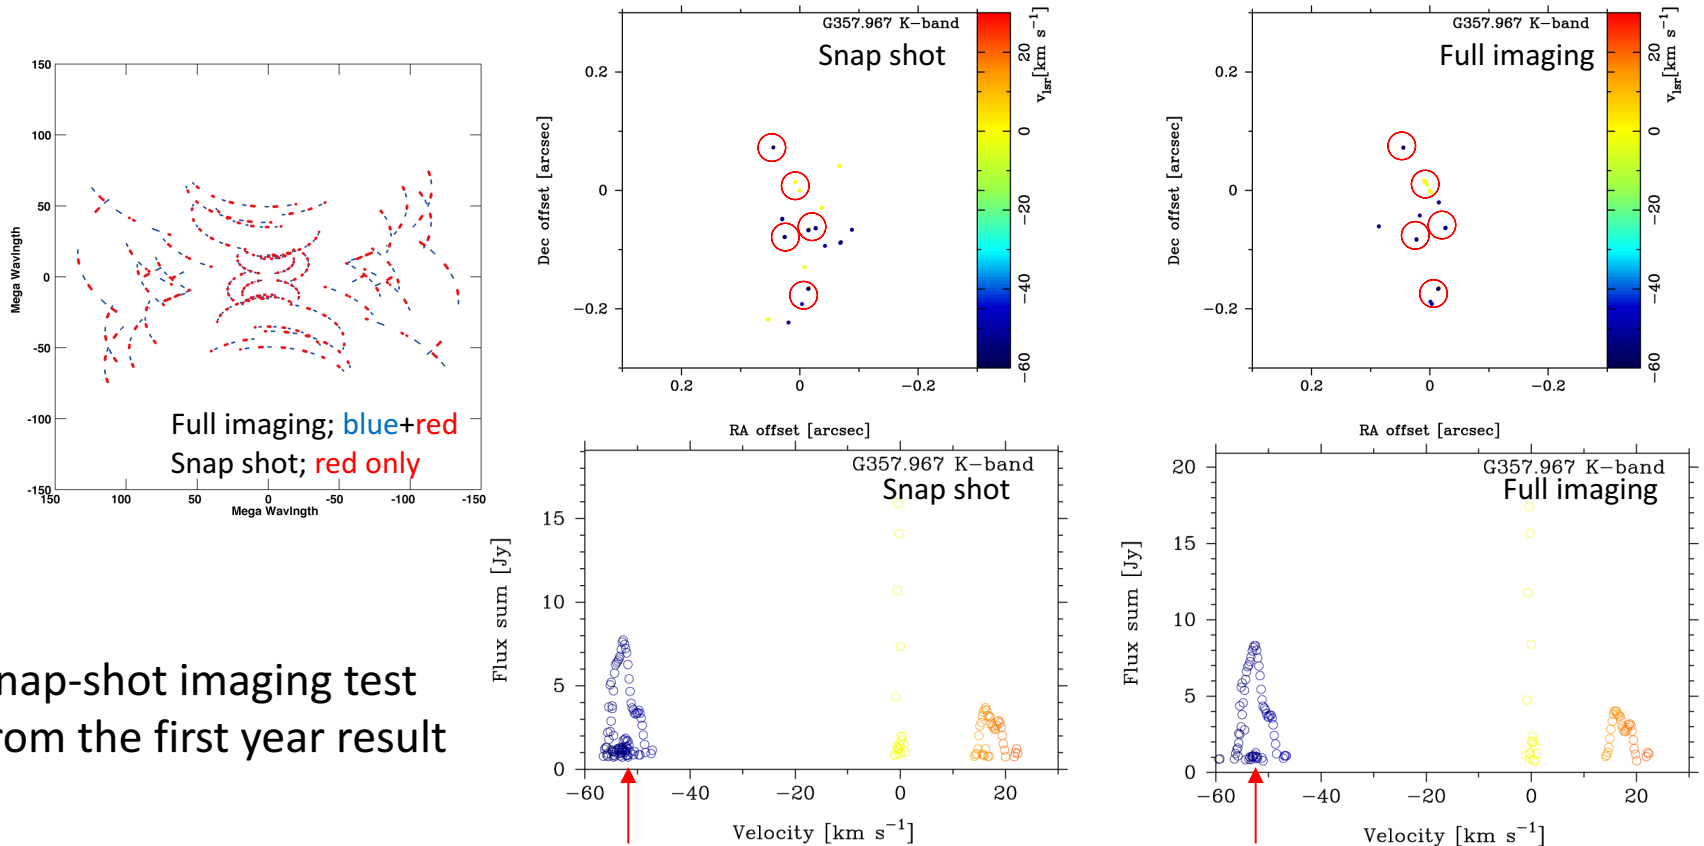 150
100
50
0
-50
-100
-150
150 100 50 0 -50 -100 -150
Mega Wavlngth
Mega Wavlngth
Full imaging; blue+red
Snap shot; red only
nap-shot imaging test
rom the first year result
G357.967 K-band
Snap shot
0.2
0
-0.2
Dec offset [arcsec]
0.2 0 -0.2
RA offset [arcsec]
20
0
-20
-40
-60
vlsr[km s-1]
G357.967 K-band
Full imaging
0.2
0
-0.2
Dec offset [arcsec]
0.2 0 -0.2
RA offset [arcsec]
20
0
-20
-40
-60
vlsr[km s-1]
G357.967 K-band
Snap shot
15
10
5
0
Flux sum [Jy]
-60 -40 -20 0 20
Velocity [km s-1]
G357.967 K-band
Full imaging
20
15
10
5
0
Flux sum [Jy]
-60 -40 -20 0 20
Velocity [km s-1]